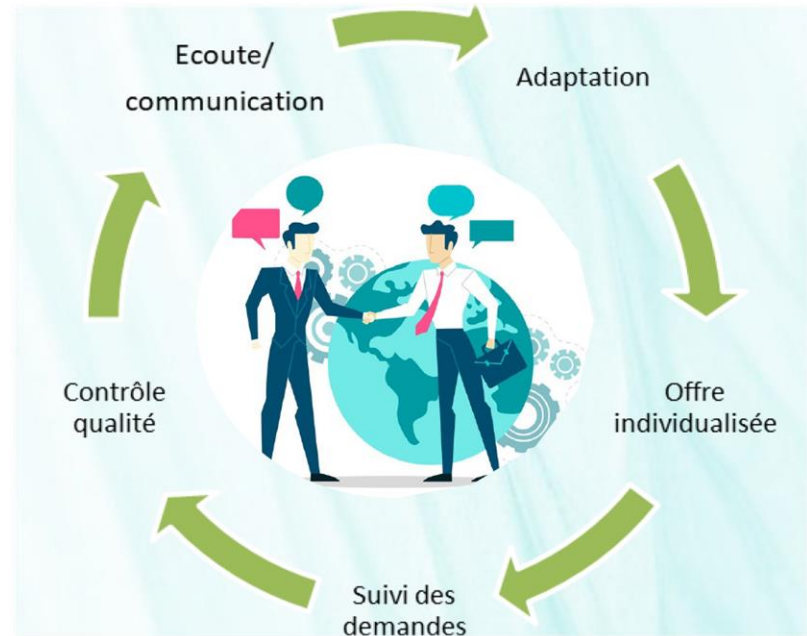 Ecoute/
communication
Adaptation
Offre
individualisée
Suivi des
demandes
Contrôle
qualité